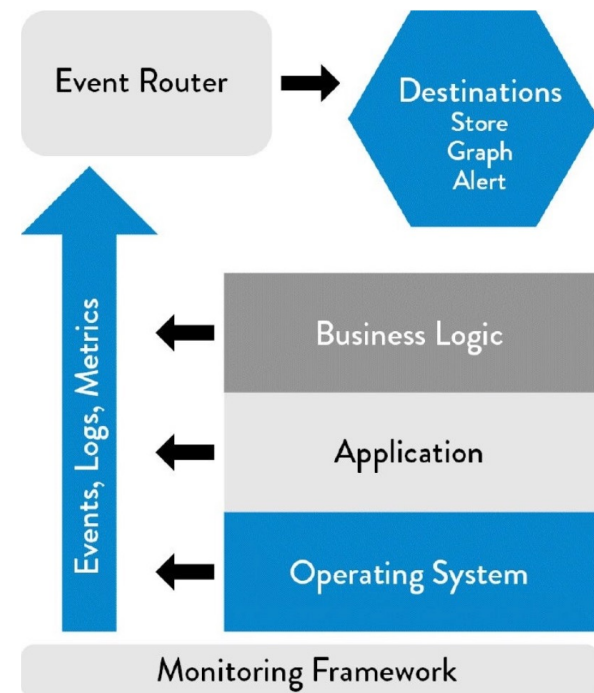 Event Router
Destinations
Store
Graph
Alert
Events, Logs, Metrics
Business Logic
Application
Operating System
Monitoring Framework